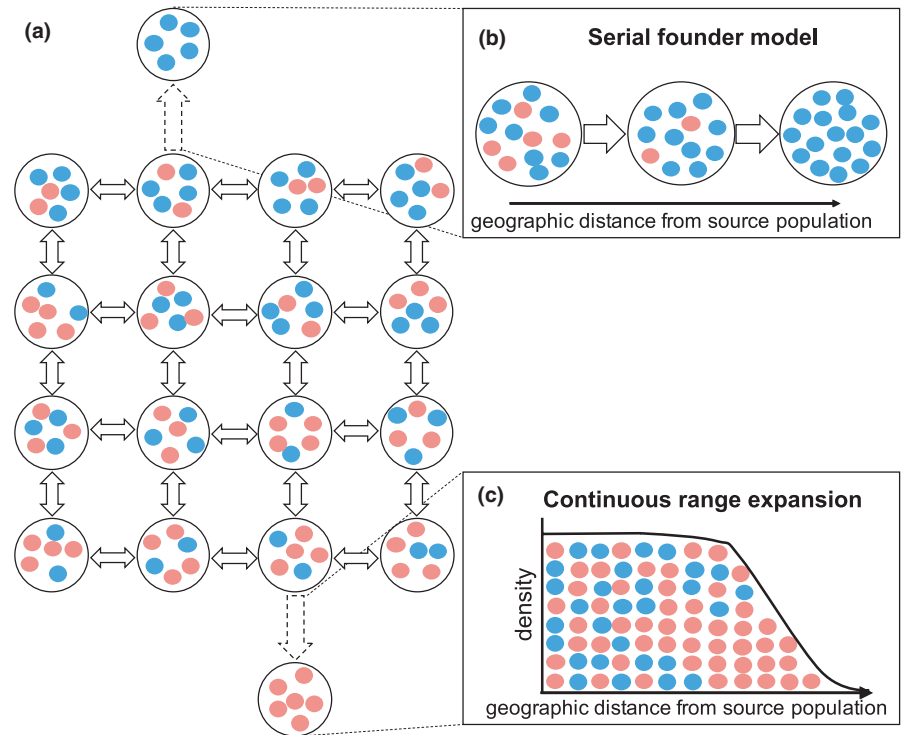 (a)
(b)
Serial founder model
geographic distance from source population
(c)
Continuous range expansion
density
geographic distance from source population